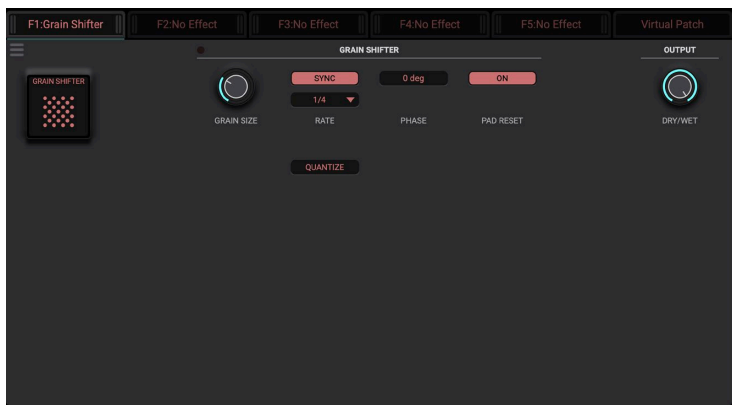 F1:Grain Shifter
F2:No Effect
F3:No Effect
F4:No Effect
F5:No Effect
Virtual Patch
GRAIN SHIFTER
OUTPUT
GRAIN SHIFTER
SYNC
0 deg
ON
1/4
GRAIN SIZE
RATE
PHASE
PAD RESET
DRY/WET
QUANTIZE